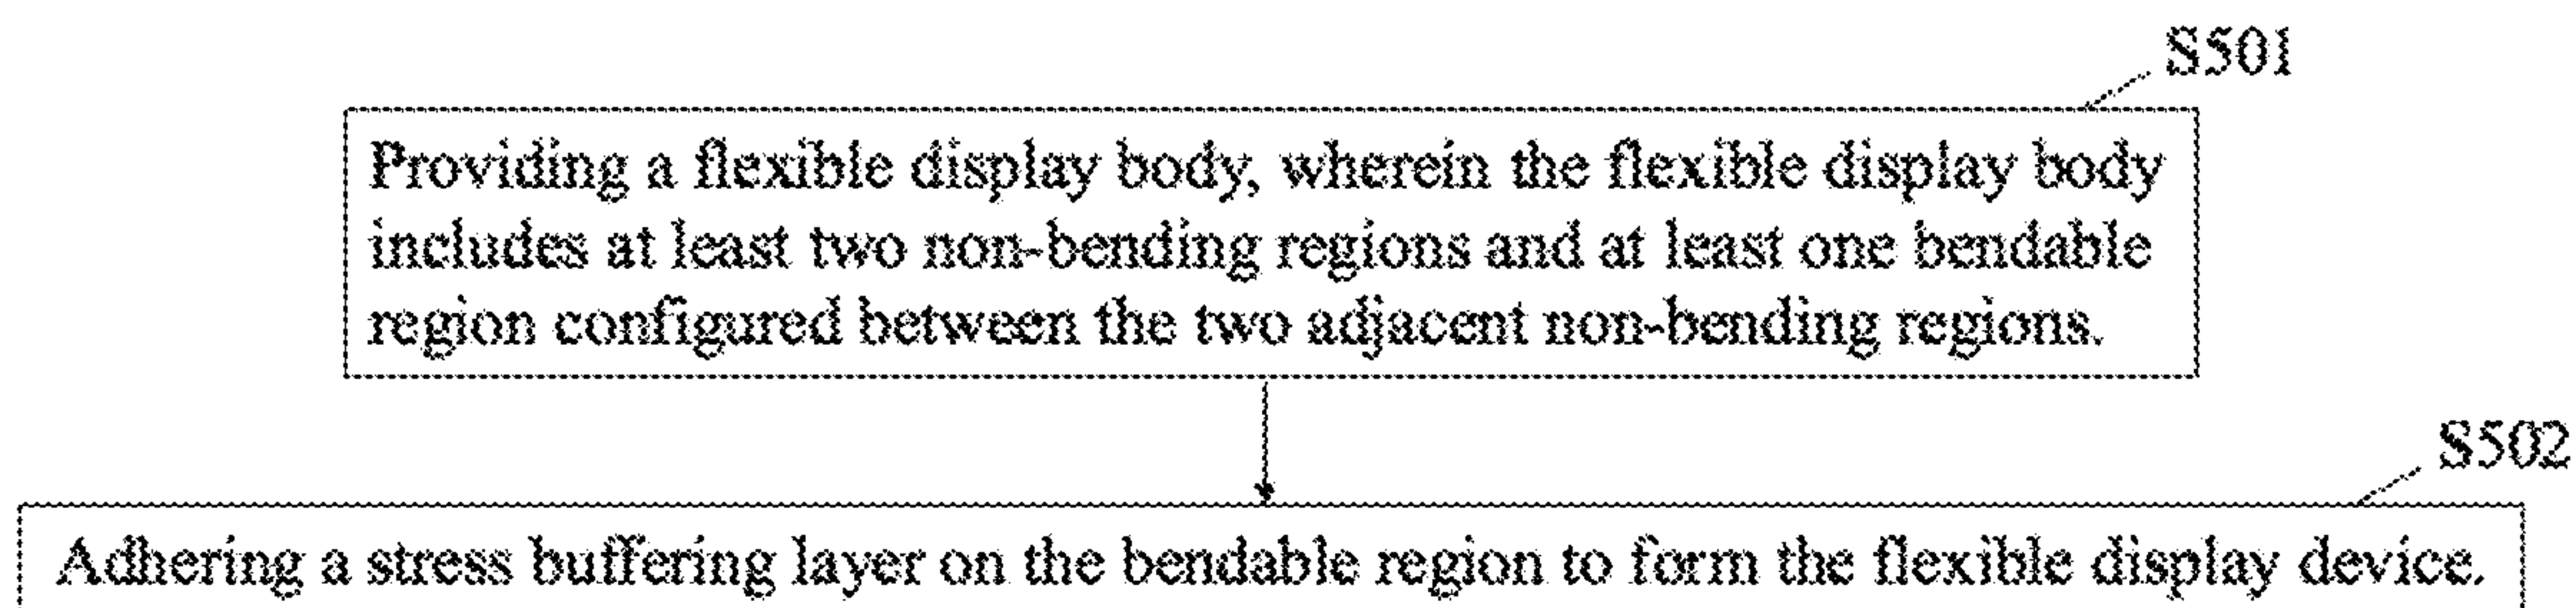 S501
Providing a flexible display body, wherein the flexible display body
includes at least two non-bending regions and at least one bendable
region configured between the two adjacent non-bending regions.
S502
Adhering a stress buffering layer on the bendable region to form the flexible display device.